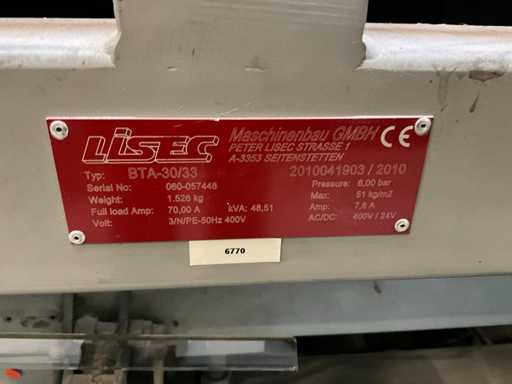 LiSEC Maschinenbau GMBH CE
PETER LISEC STRASSE 1
A-3353 SEITENSTETTEN
Typ: BTA-30/33 2010041903 / 2010
Serial No: 060-057446 Pressure: 6,00 bar
Weight: 1.526 kg Max: 51 kg/m2
Full load Amp: 70,00 A kVA: 48,51 Amp: 7,6 A
Volt: 3/N/PE-50Hz 400V AC/DC: 400V / 24V
6770